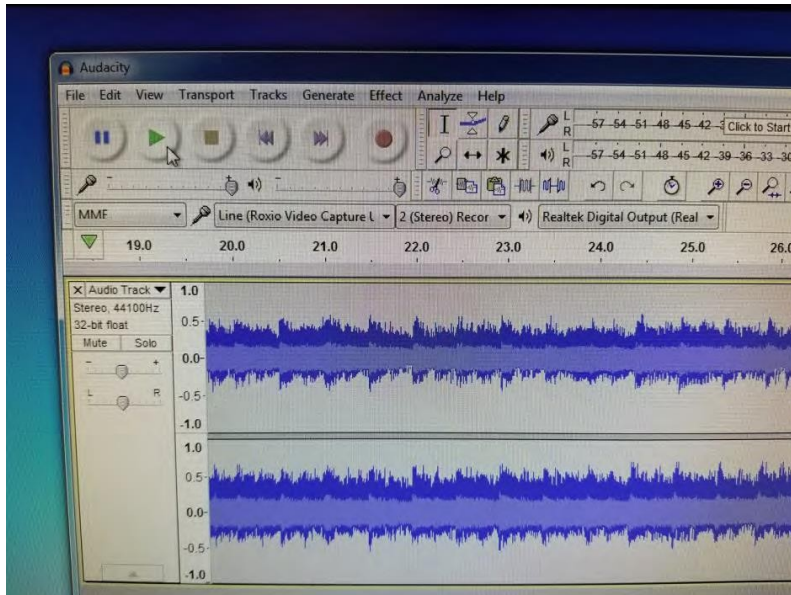 Audacity
File Edit View Transport Tracks Generate Effect Analyze Help
L
R
-57 -54 -51 -48 -45 -42 Click to Start
L
R
-57 -54 -51 -48 -45 -42 -39 -36 -33 -30
- +
- +
MME Line (Roxio Video Capture 2 (Stereo) Recor Realtek Digital Output (Real
19.0 20.0 21.0 22.0 23.0 24.0 25.0 26.0
X Audio Track 1.0
Stereo, 44100Hz
32-bit float 0.5
Mute Solo
- + 0.0
L R -0.5
-1.0
1.0
0.5
0.0
-0.5
-1.0